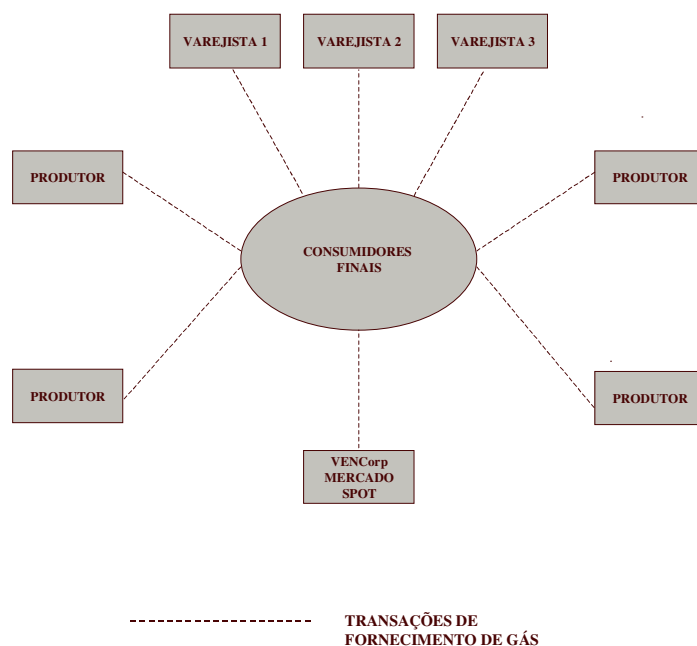 VAREJISTA 1
VAREJISTA 2
VAREJISTA 3
PRODUTOR
PRODUTOR
CONSUMIDORES
FINAIS
PRODUTOR
PRODUTOR
VENCorp
MERCADO
SPOT
TRANSAÇÕES DE
FORNECIMENTO DE GÁS